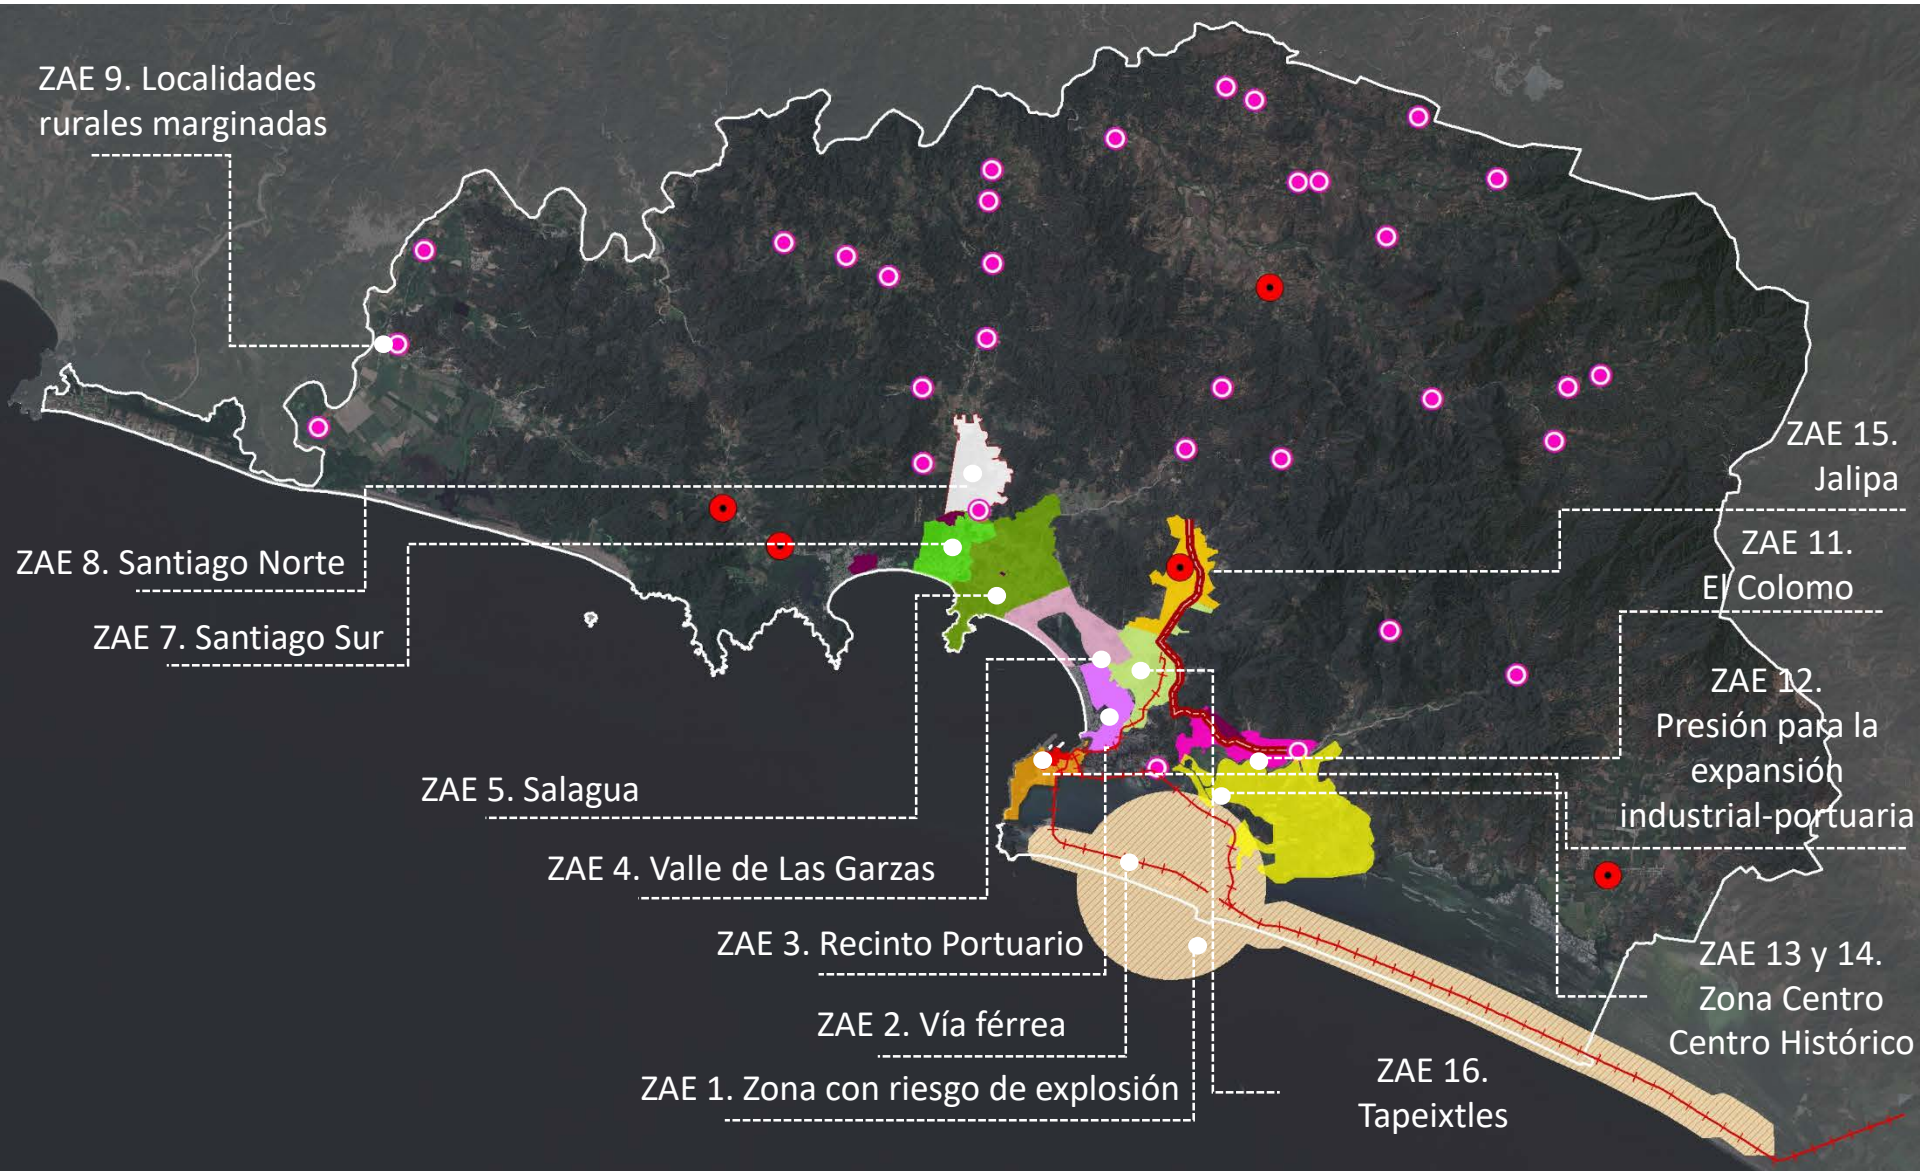 ZAE 9. Localidades
rurales marginadas
ZAE 8. Santiago Norte
ZAE 7. Santiago Sur
ZAE 5. Salagua
ZAE 4. Valle de Las Garzas
ZAE 3. Recinto Portuario
ZAE 2. Vía férrea
ZAE 1. Zona con riesgo de explosión
ZAE 15.
Jalipa
ZAE 11.
El Colomo
ZAE 12.
Presión para la
expansión
industrial-portuaria
ZAE 13 y 14.
Zona Centro
Centro Histórico
ZAE 16.
Tapeixtles